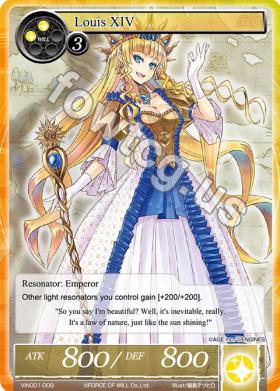 Louis XIV
WILL
3
fowtcg.us
Resonator: Emperor
Other light resonators you control gain [+200/+200].
"So you say I'm beautiful? Well, it's inevitable, really.
It's a law of nature, just like the sun shining!"
ATK 800 / DEF 800
VIN001-009 ©FORCE OF WILL Co.,Ltd.